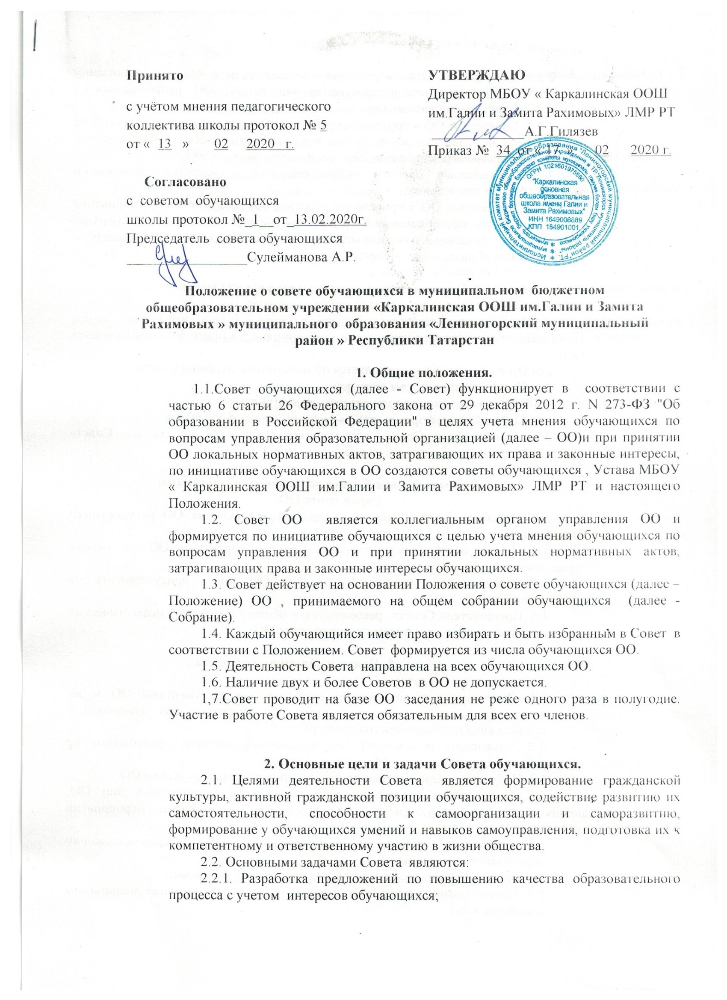 Принято
с учётом мнения педагогического
коллектива школы протокол № 5
от « 13 » 02 2020 г.
УТВЕРЖДАЮ
Директор МБОУ « Каркалинская ООШ
им.Галии и Замита Рахимовых» ЛМР РТ
А.Г.Гилязев
Приказ № 34 от « 17 » 02 2020 г.
Согласовано
с советом обучающихся
школы протокол № 1 от 13.02.2020г.
Председатель совета обучающихся
Сулейманова А.Р.
ОГРН 1021601975680
"Каркалинская
основная
общеобразовательная
школа имени Галии и
Замита Рахимовых"
ИНН 1649006889
КПП 164901001
Положение о совете обучающихся в муниципальном бюджетном
общеобразовательном учреждении «Каркалинская ООШ им.Галии и Замита
Рахимовых » муниципального образования «Лениногорский муниципальный
район » Республики Татарстан
1. Общие положения.
1.1.Совет обучающихся (далее - Совет) функционирует в соответствии с
частью 6 статьи 26 Федерального закона от 29 декабря 2012 г. N 273-ФЗ "Об
образовании в Российской Федерации" в целях учета мнения обучающихся по
вопросам управления образовательной организацией (далее – ОО)и при принятии
ОО локальных нормативных актов, затрагивающих их права и законные интересы,
по инициативе обучающихся в ОО создаются советы обучающихся , Устава МБОУ
« Каркалинская ООШ им.Галии и Замита Рахимовых» ЛМР РТ и настоящего
Положения.
1.2. Совет ОО является коллегиальным органом управления ОО и
формируется по инициативе обучающихся с целью учета мнения обучающихся по
вопросам управления ОО и при принятии локальных нормативных актов,
затрагивающих права и законные интересы обучающихся.
1.3. Совет действует на основании Положения о совете обучающихся (далее –
Положение) ОО , принимаемого на общем собрании обучающихся (далее -
Собрание).
1.4. Каждый обучающийся имеет право избирать и быть избранным в Совет в
соответствии с Положением. Совет формируется из числа обучающихся ОО.
1.5. Деятельность Совета направлена на всех обучающихся ОО.
1.6. Наличие двух и более Советов в ОО не допускается.
1,7.Совет проводит на базе ОО заседания не реже одного раза в полугодие.
Участие в работе Совета является обязательным для всех его членов.
2. Основные цели и задачи Совета обучающихся.
2.1. Целями деятельности Совета является формирование гражданской
культуры, активной гражданской позиции обучающихся, содействие развитию их
самостоятельности, способности к самоорганизации и саморазвитию,
формирование у обучающихся умений и навыков самоуправления, подготовка их к
компетентному и ответственному участию в жизни общества.
2.2. Основными задачами Совета являются:
2.2.1. Разработка предложений по повышению качества образовательного
процесса с учетом интересов обучающихся;